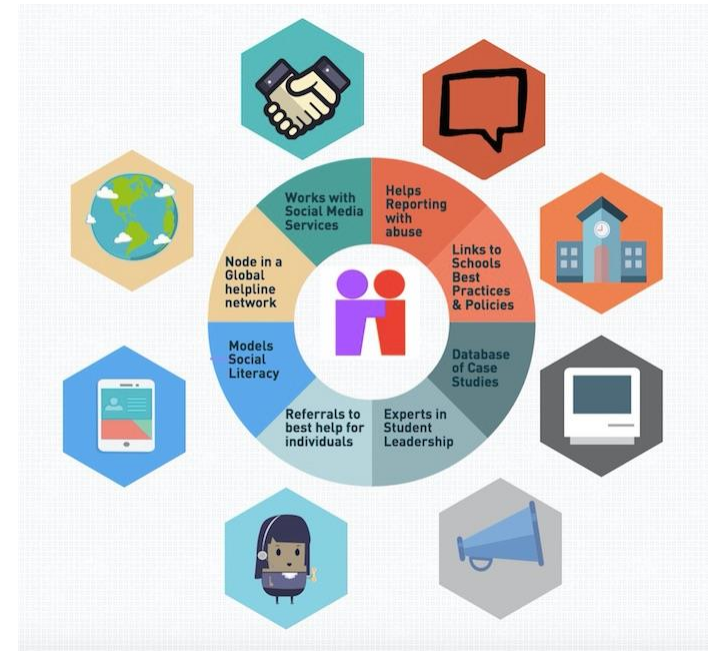 Works with
Social Media
Services
Helps
Reporting
with
abuse
Links to
Schools
Best
Practices
& Policies
Database
of Case
Studies
Experts in
Student
Leadership
Referrals to
best help for
individuals
Models
Social
Literacy
Node in a
Global
helpline
network